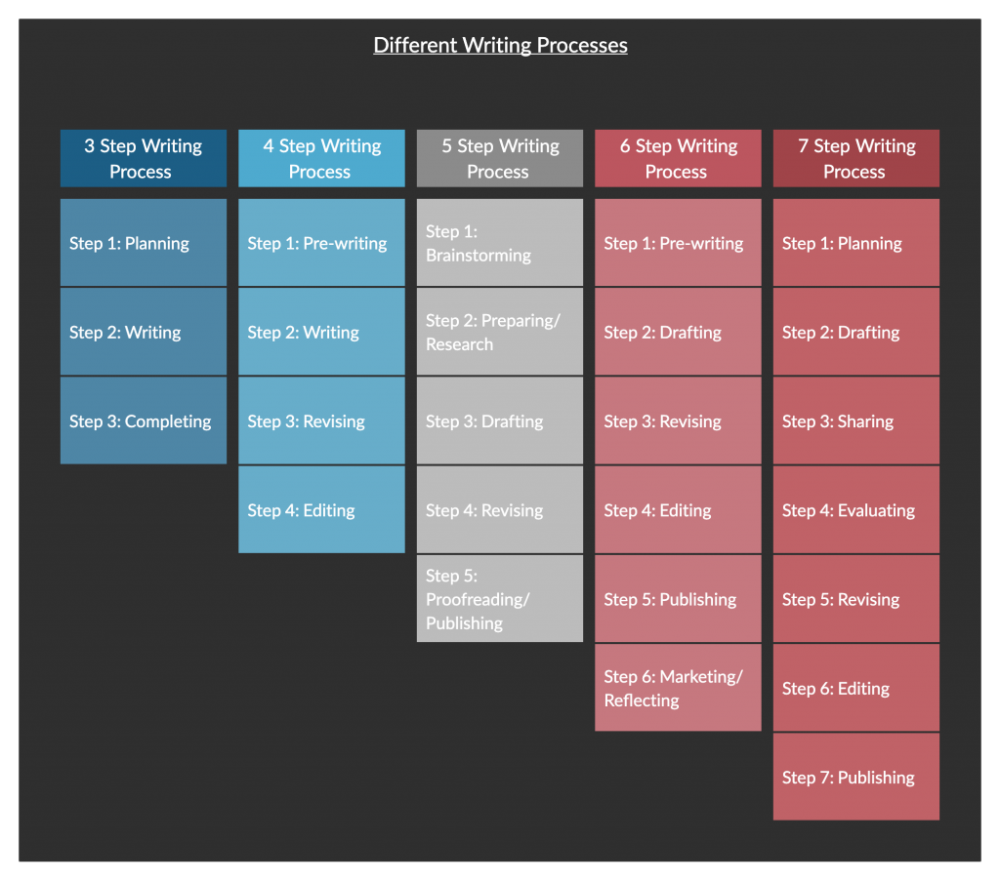 Different Writing Processes
3 Step Writing
Process
Step 1: Planning
Step 2: Writing
Step 3: Completing
4 Step Writing
Process
Step 1: Pre-writing
Step 2: Writing
Step 3: Revising
Step 4: Editing
5 Step Writing
Process
Step 1:
Brainstorming
Step 2: Preparing/
Research
Step 3: Drafting
Step 4: Revising
Step 5:
Proofreading/
Publishing
6 Step Writing
Process
Step 1: Pre-writing
Step 2: Drafting
Step 3: Revising
Step 4: Editing
Step 5: Publishing
Step 6: Marketing/
Reflecting
7 Step Writing
Process
Step 1: Planning
Step 2: Drafting
Step 3: Sharing
Step 4: Evaluating
Step 5: Revising
Step 6: Editing
Step 7: Publishing